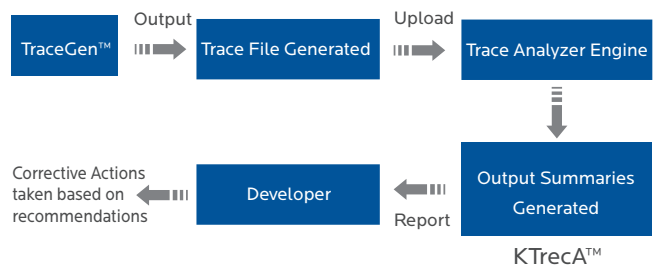 Output
Upload
TraceGen™
Trace File Generated
Trace Analyzer Engine
Corrective Actions
taken based on
recommendations
Developer
Report
Output Summaries
Generated
KTrecA™